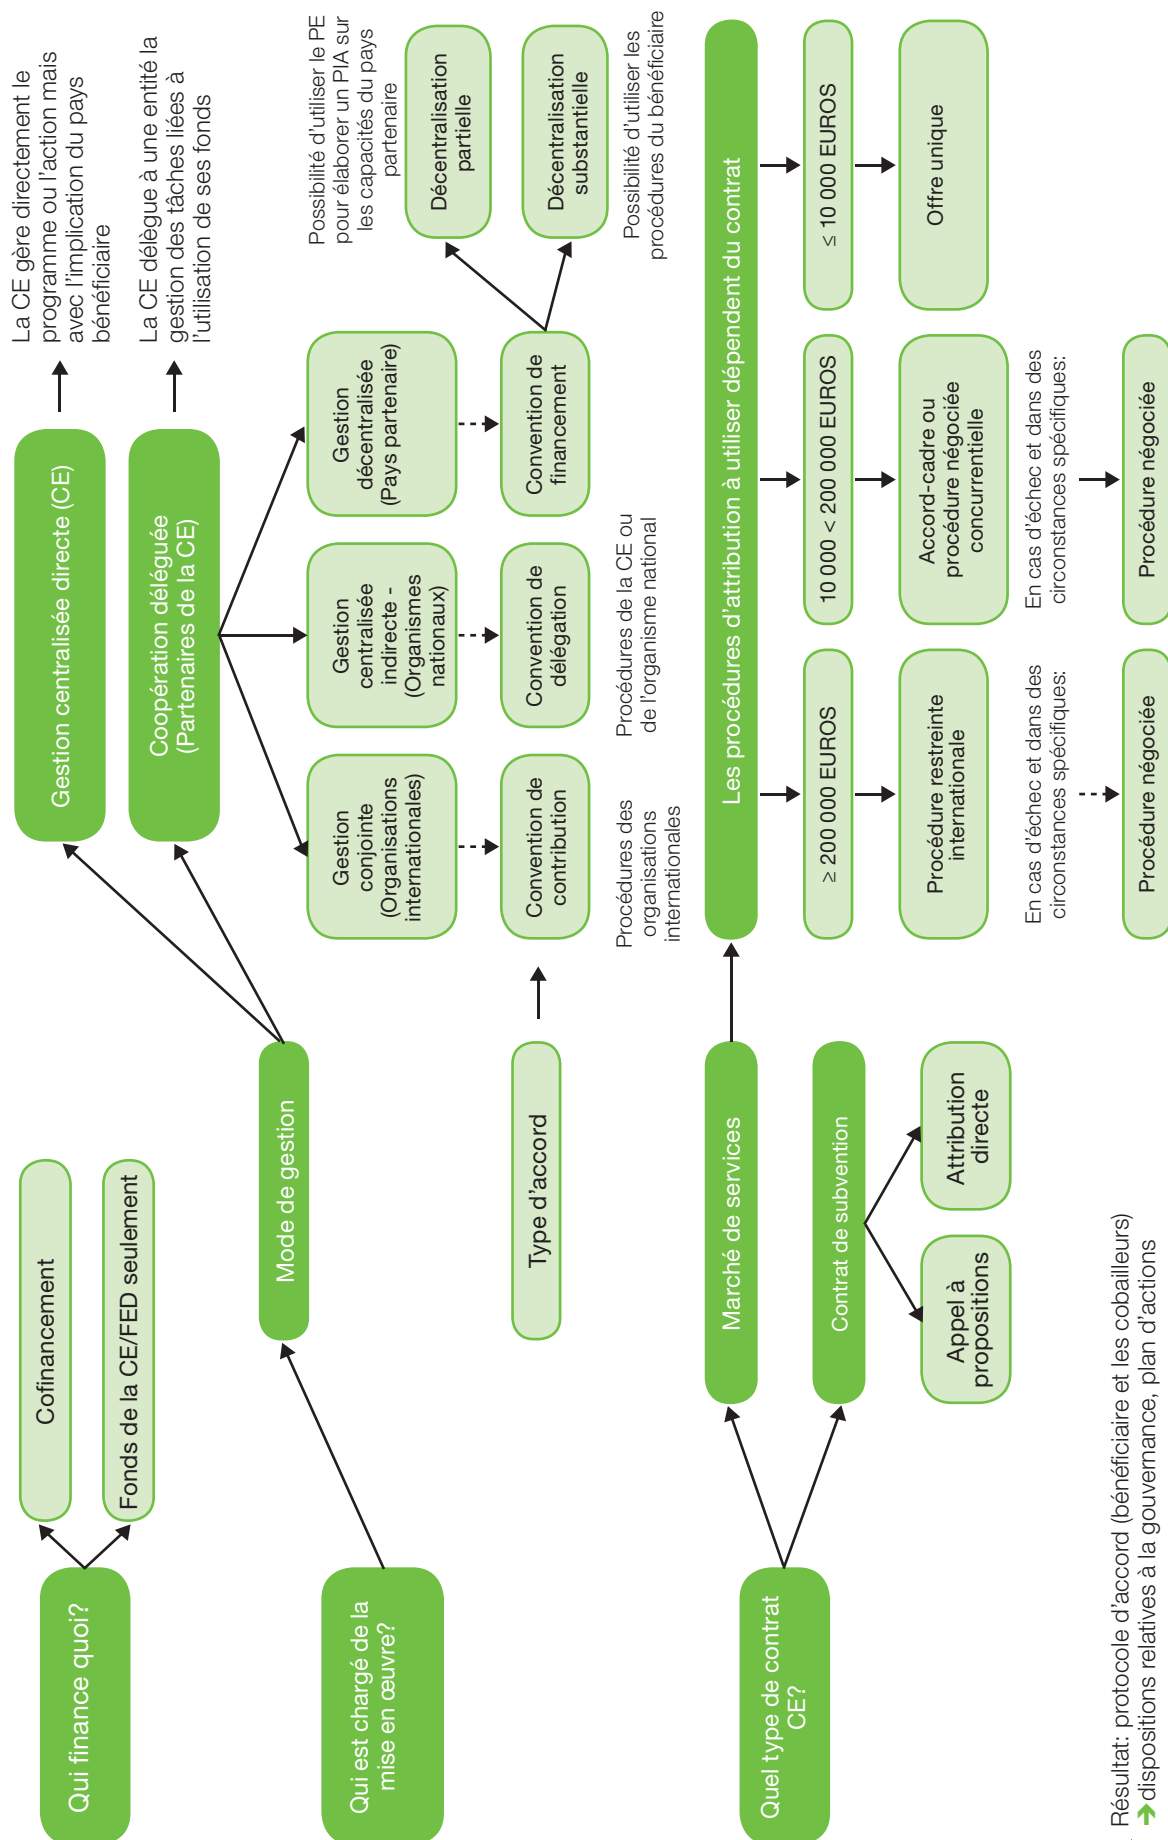 Qui finance quoi?
Cofinancement
Fonds de la CE/FED seulement
Qui est chargé de la
mise en œuvre?
Mode de gestion
Gestion centralisée directe (CE)
La CE gère directement le
programme ou l'action mais
avec l'implication du pays
bénéficiaire
Coopération déléguée
(Partenaires de la CE)
La CE délègue à une entité la
gestion des tâches liées à
l'utilisation de ses fonds
Gestion
conjointe
(Organisations
internationales)
Gestion
centralisée
indirecte -
(Organismes
nationaux)
Gestion
décentralisée
(Pays partenaire)
Type d'accord
Convention de
contribution
Convention de
délégation
Convention de
financement
Procédures des
organisations
internationales
Procédures de la CE ou
de l'organisme national
Possibilité d'utiliser le PE
pour élaborer un PIA sur
les capacités du pays
partenaire
Décentralisation
partielle
Décentralisation
substantielle
Possibilité d'utiliser les
procédures du bénéficiaire
Quel type de contrat
CE?
Marché de services
Contrat de subvention
Appel à
propositions
Attribution
directe
Les procédures d'attribution à utiliser dépendent du contrat
≥ 200 000 EUROS
10 000 < 200 000 EUROS
≤ 10 000 EUROS
Procédure restreinte
internationale
Accord-cadre ou
procédure négociée
concurrentielle
Offre unique
En cas d'échec et dans des
circonstances spécifiques:
En cas d'échec et dans des
circonstances spécifiques:
Procédure négociée
Procédure négociée
Résultat: protocole d'accord (bénéficiaire et les cobailleurs)
➔ dispositions relatives à la gouvernance, plan d'actions